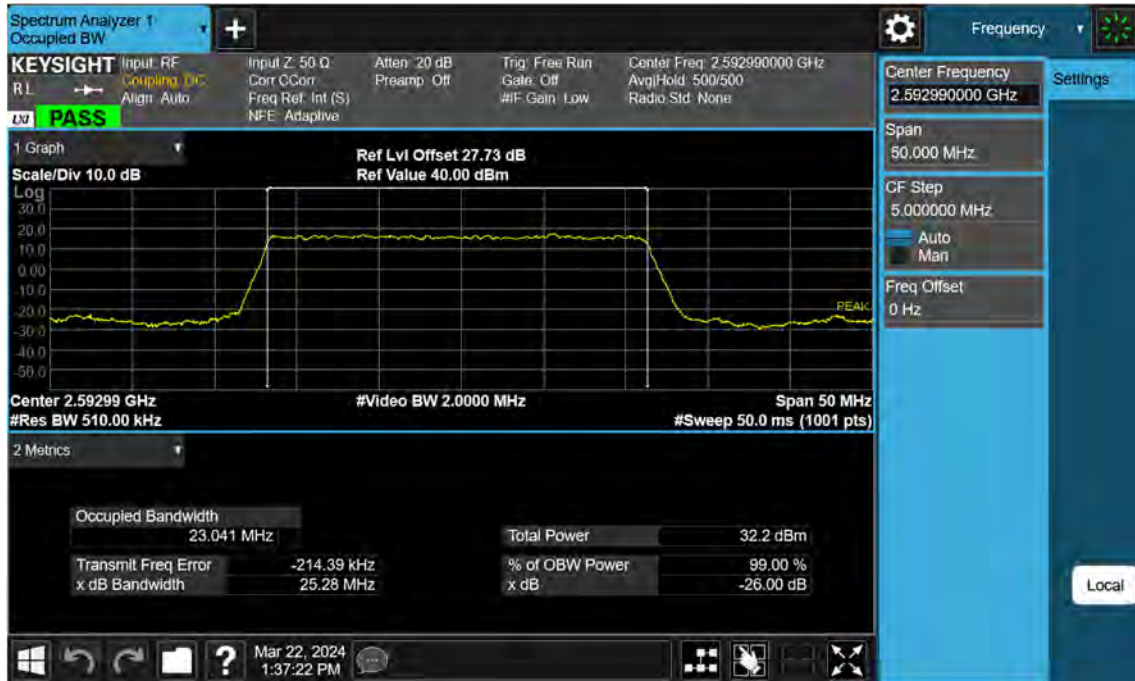 Spectrum Analyzer 1
Occupied BW
+
Frequency
KEYSIGHT
Input: RF
Coupling: DC
Align: Auto
Input Z: 50 Ω
Corr CCorr
Freq Ref: Int (S)
NFE: Adaptive
Atten: 20 dB
Preamp: Off
Trig: Free Run
Gate: Off
#IF Gain: Low
Center Freq: 2.592990000 GHz
Avg|Hold: 500/500
Radio Std: None
R L
LXI PASS
Center Frequency
2.592990000 GHz
Settings
Span
50.000 MHz
CF Step
5.000000 MHz
Auto
Man
Freq Offset
0 Hz
1 Graph
Scale/Div 10.0 dB
Ref Lvl Offset 27.73 dB
Ref Value 40.00 dBm
Log
30.0
20.0
10.0
0.00
-10.0
-20.0
-30.0
-40.0
-50.0
PEAK
Center 2.59299 GHz
#Video BW 2.0000 MHz
Span 50 MHz
#Res BW 510.00 kHz
#Sweep 50.0 ms (1001 pts)
2 Metrics
Occupied Bandwidth
23.041 MHz
Total Power 32.2 dBm
Transmit Freq Error -214.39 kHz
% of OBW Power 99.00 %
x dB Bandwidth 25.28 MHz
x dB -26.00 dB
Local
?
Mar 22, 2024
1:37:22 PM